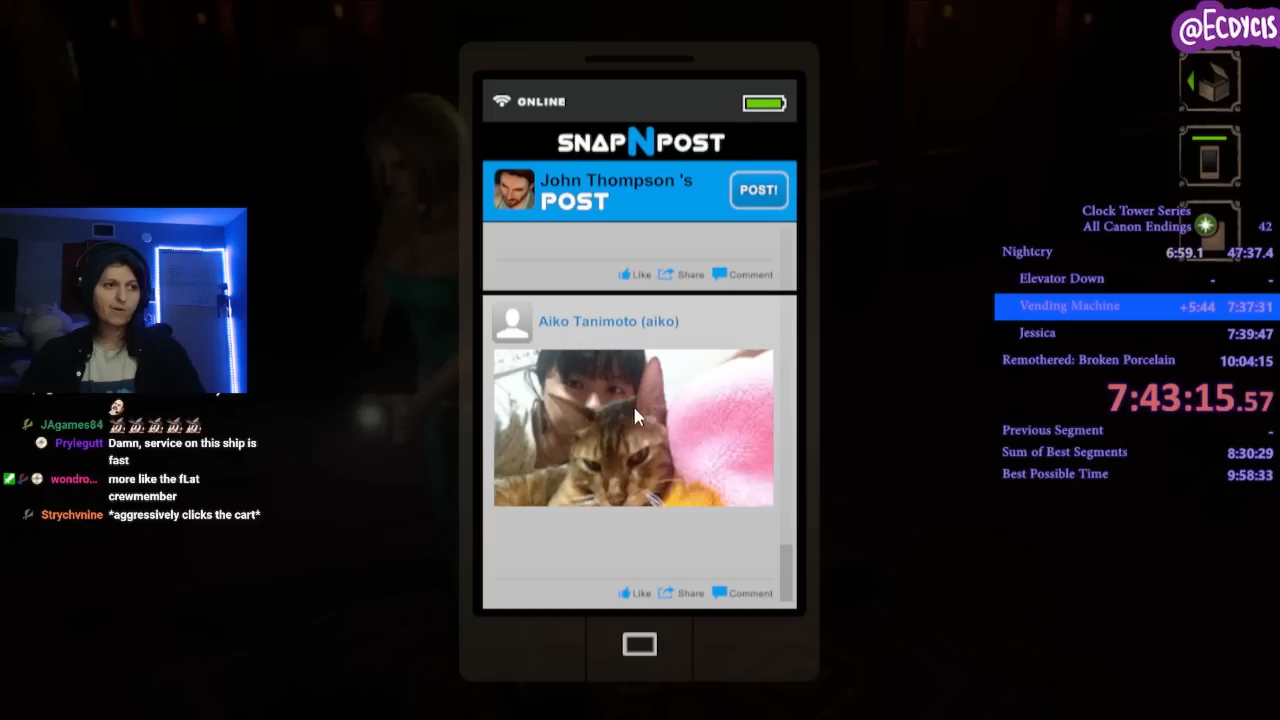 @ECDYCIS
ONLINE
SNAPNPOST
John Thompson 's
POST
POST!
Like Share Comment
Aiko Tanimoto (aiko)
Like Share Comment
JAgames84
Prylegutt Damn, service on this ship is
fast
wondro... more like the fLat
crewmember
Strychvnine *aggressively clicks the cart*
Clock Tower Series
All Canon Endings 42
Nightcry 6:59.1 47:37.4
Elevator Down - -
Vending Machine +5:44 7:37:31
Jessica 7:39:47
Remothered: Broken Porcelain 10:04:15
7:43:15.57
Previous Segment -
Sum of Best Segments 8:30:29
Best Possible Time 9:58:33